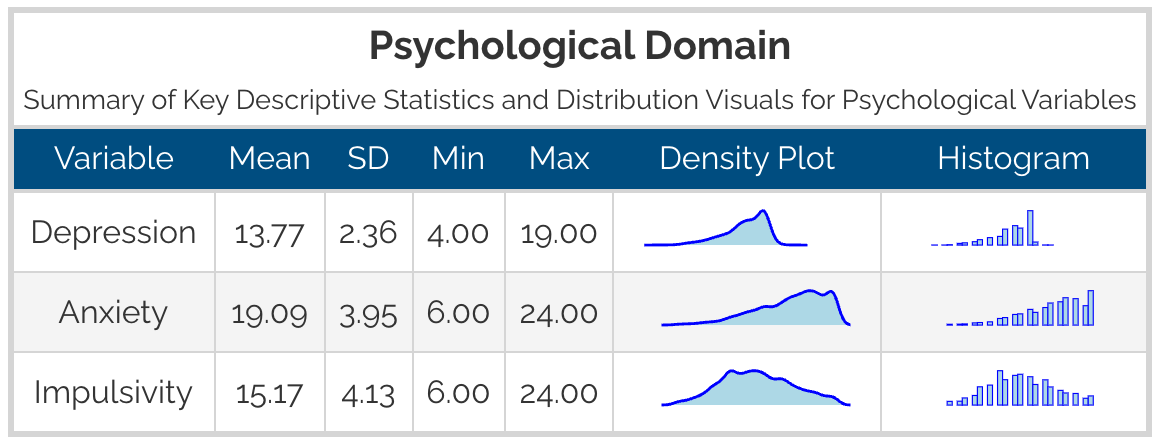 Psychological Domain
Summary of Key Descriptive Statistics and Distribution Visuals for Psychological Variables
Variable Mean SD Min Max Density Plot Histogram
Depression 13.77 2.36 4.00 19.00
Anxiety 19.09 3.95 6.00 24.00
Impulsivity 15.17 4.13 6.00 24.00